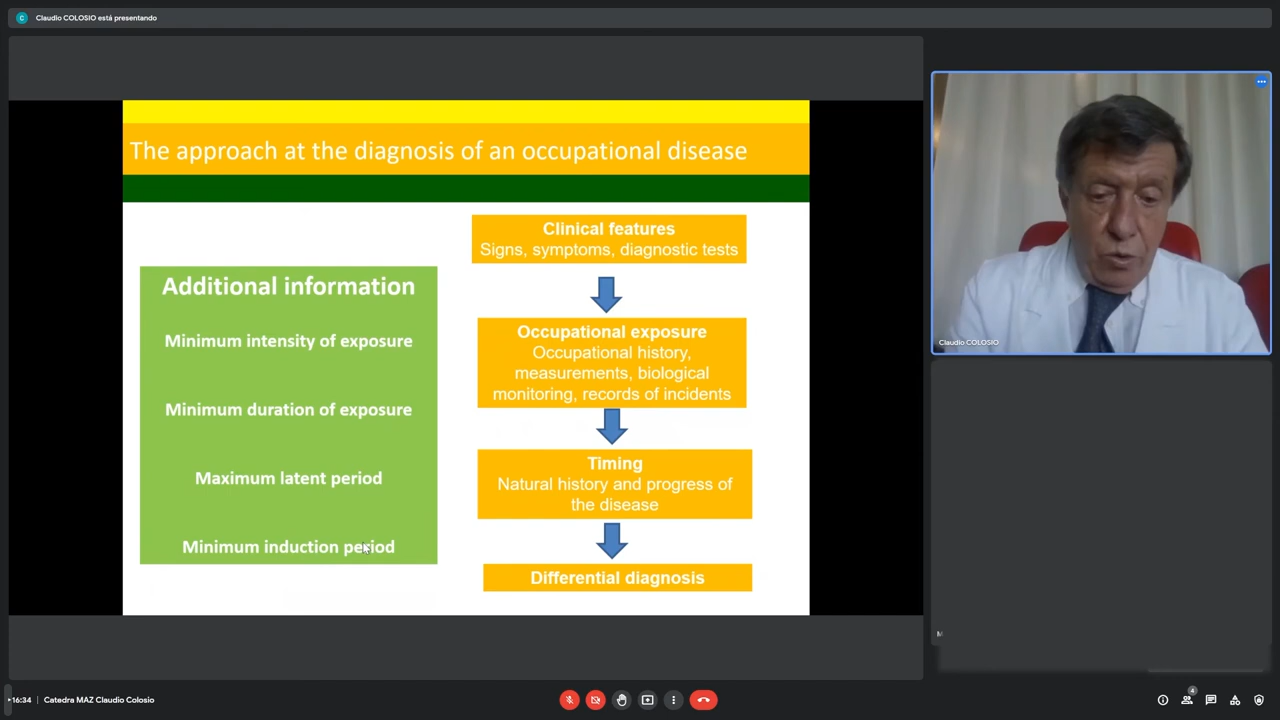 C
Claudio COLOSIO está presentando
The approach at the diagnosis of an occupational disease
Additional information
Minimum intensity of exposure
Minimum duration of exposure
Maximum latent period
Minimum induction period
Clinical features
Signs, symptoms, diagnostic tests
Occupational exposure
Occupational history,
measurements, biological
monitoring, records of incidents
Timing
Natural history and progress of
the disease
Differential diagnosis
Claudio COLOSIO
M
16:34 | Catedra MAZ Claudio Colosio
4